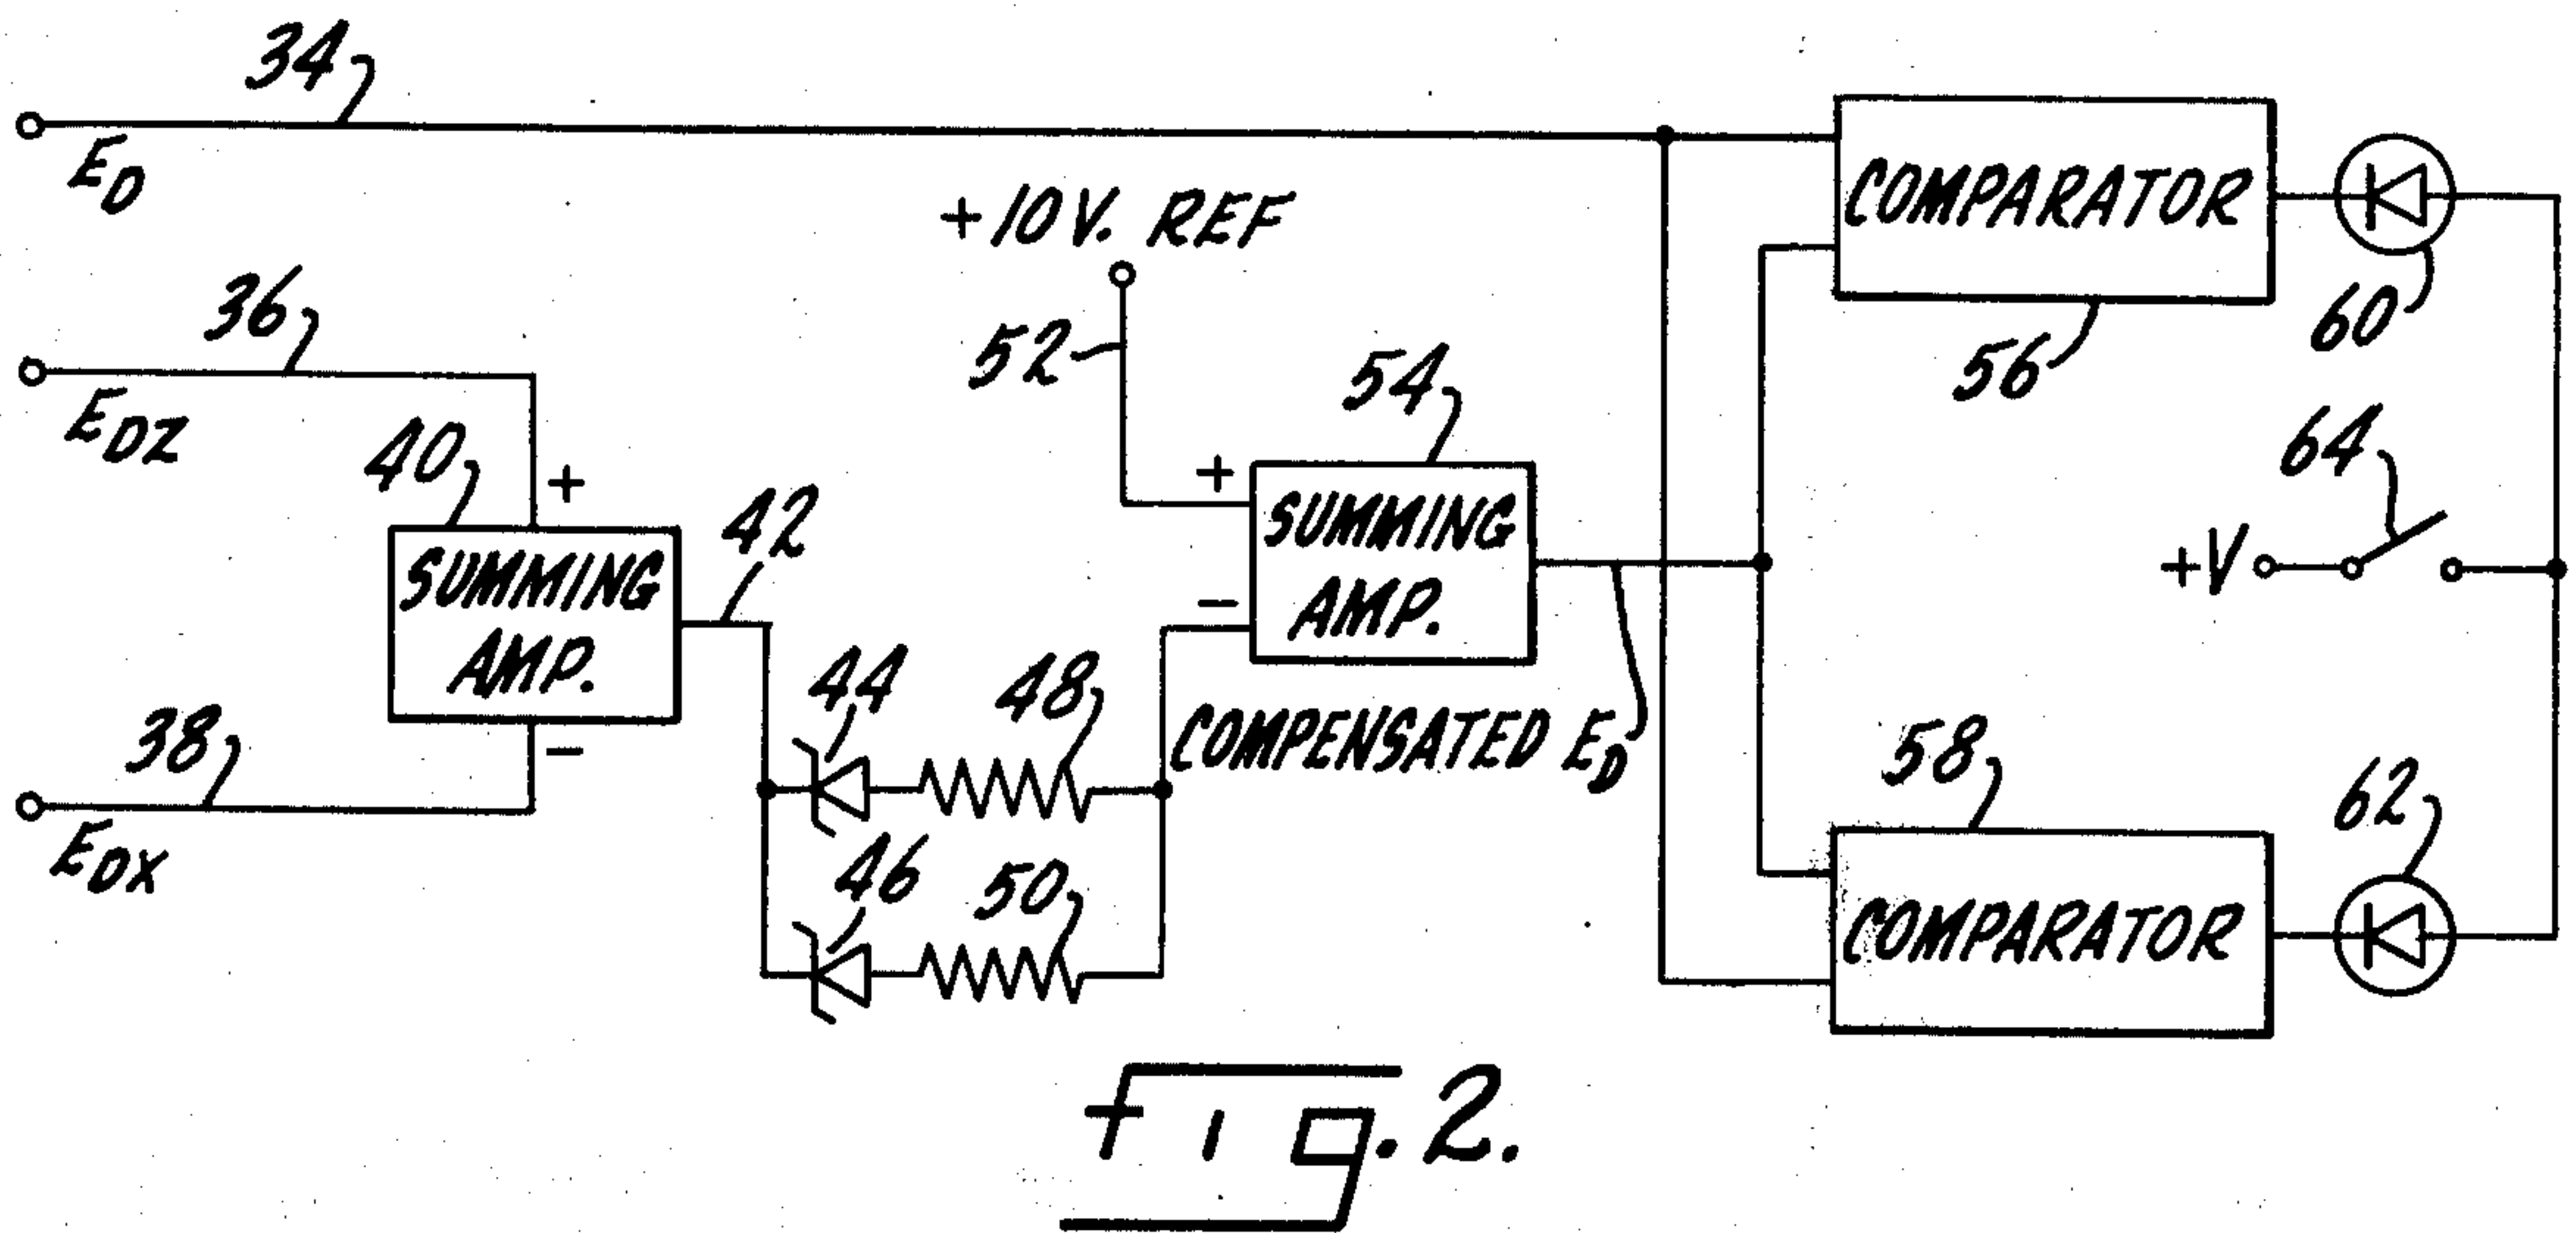 34
E_D
+10 V. REF
COMPARATOR
60
56
36
E_DZ
52
54
40
+
+
SUMMING
AMP.
42
64
+V
SUMMING
AMP.
-
-
38
E_DX
44
48
COMPENSATED E_D
58
62
46
50
COMPARATOR
fig. 2.